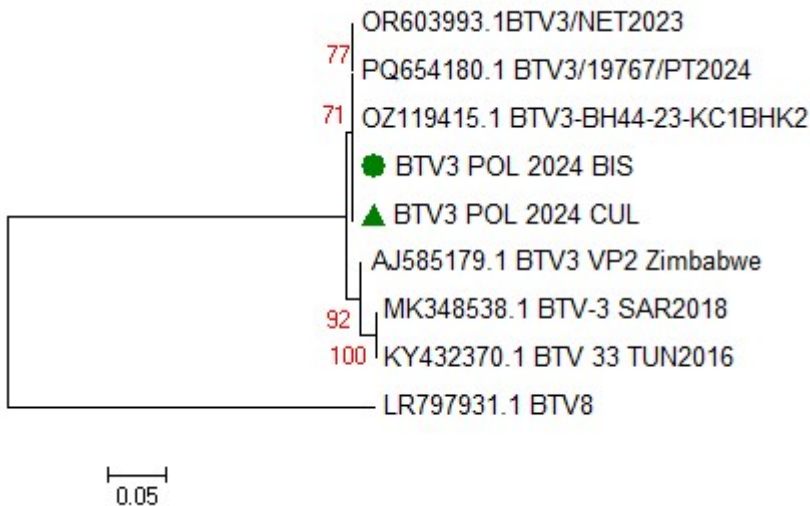 OR603993.1BTV3/NET2023
77
PQ654180.1 BTV3/19767/PT2024
71
OZ119415.1 BTV3-BH44-23-KC1BHK2
BTV3 POL 2024 BIS
BTV3 POL 2024 CUL
AJ585179.1 BTV3 VP2 Zimbabwe
MK348538.1 BTV-3 SAR2018
92
100
KY432370.1 BTV 33 TUN2016
LR797931.1 BTV8
0.05